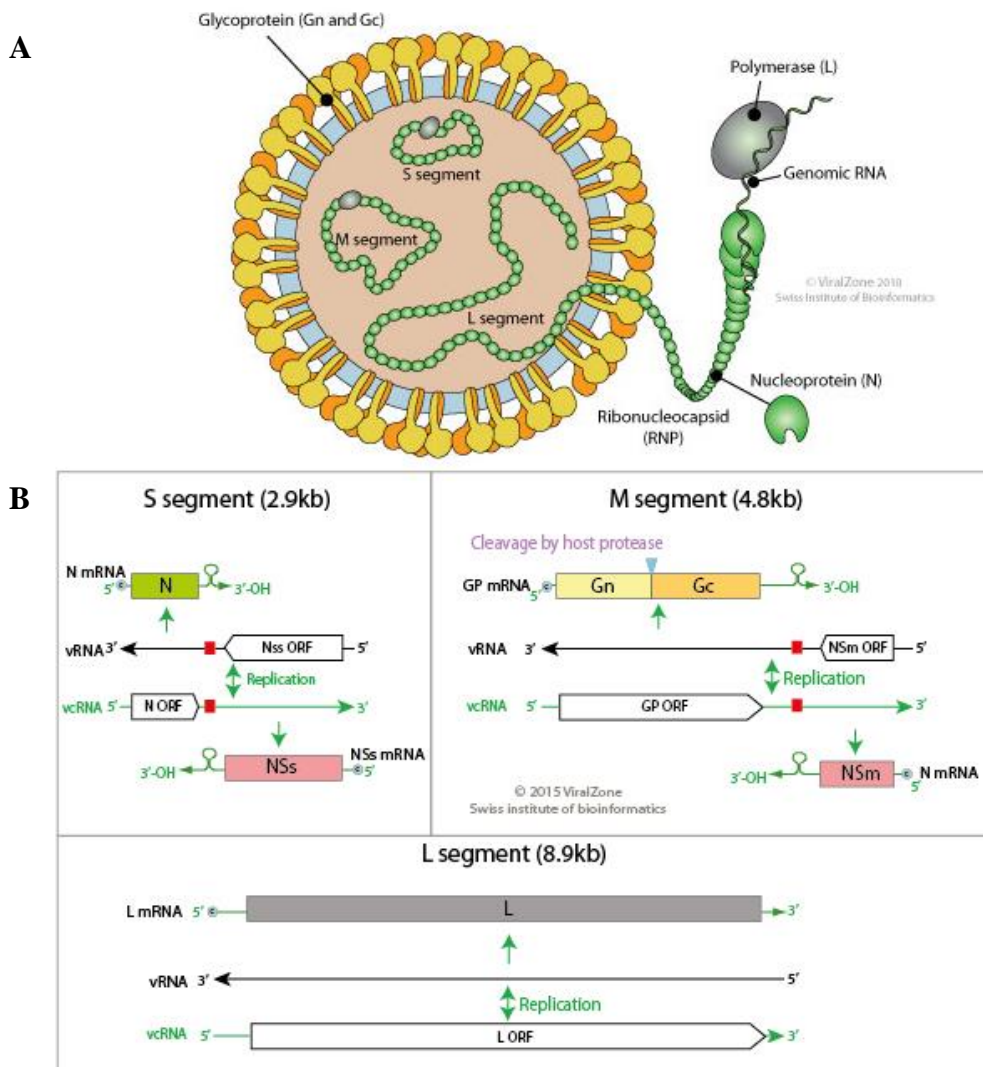 A
Glycoprotein (Gn and Gc)
Polymerase (L)
Genomic RNA
S segment
M segment
L segment
© ViralZone 2010
Swiss Institute of Bioinformatics
Nucleoprotein (N)
Ribonucleocapsid
(RNP)
B
S segment (2.9kb)
N mRNA
5' c
N
3'-OH
vRNA 3'
Nss ORF
5'
Replication
vcRNA 5'
N ORF
3'
3'-OH
NSs
NSs mRNA
c 5'
M segment (4.8kb)
Cleavage by host protease
GP mRNA
5' c
Gn
Gc
3'-OH
vRNA 3'
NSm ORF
5'
Replication
vcRNA 5'
GP ORF
3'
3'-OH
NSm
N mRNA
c 5'
© 2015 ViralZone
Swiss institute of bioinformatics
L segment (8.9kb)
L mRNA 5' c
L
3'
vRNA 3'
5'
Replication
vcRNA 5'
L ORF
3'